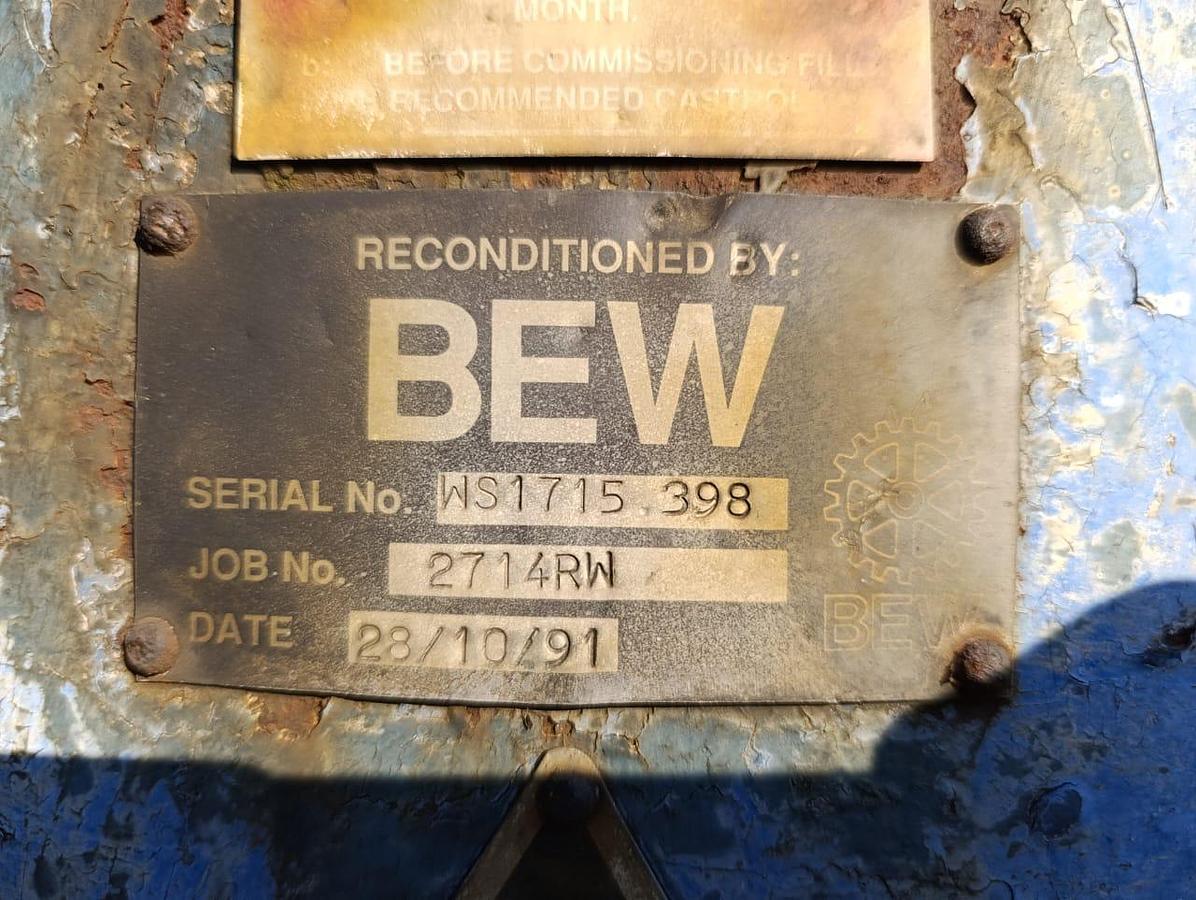 MONTH.
b. BEFORE COMMISSIONING FILL
RECOMMENDED CASTROL
RECONDITIONED BY:
BEW
SERIAL No. WS1715.398
JOB No. 2714RW
DATE 28/10/91
BEW